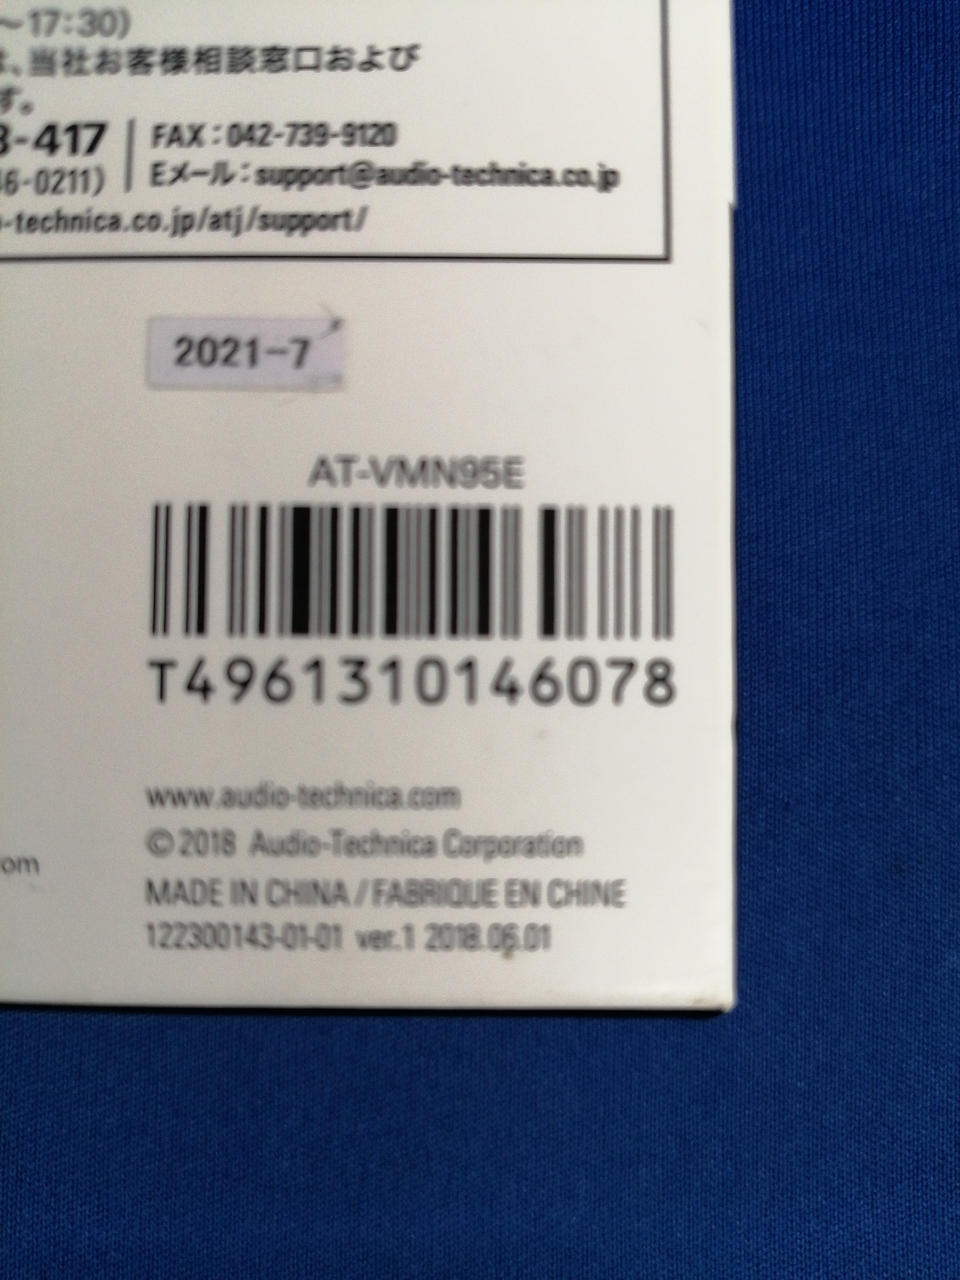 ～17:30)
、当社お客様相談窓口および
す。
3-417 FAX：042-739-9120
46-0211) Eメール：support@audio-technica.co.jp
o-technica.co.jp/atj/support/
2021-7
AT-VMN95E
T4961310146078
www.audio-technica.com
©2018 Audio-Technica Corporation
om
MADE IN CHINA / FABRIQUE EN CHINE
122300143-01-01 ver.1 2018.06.01